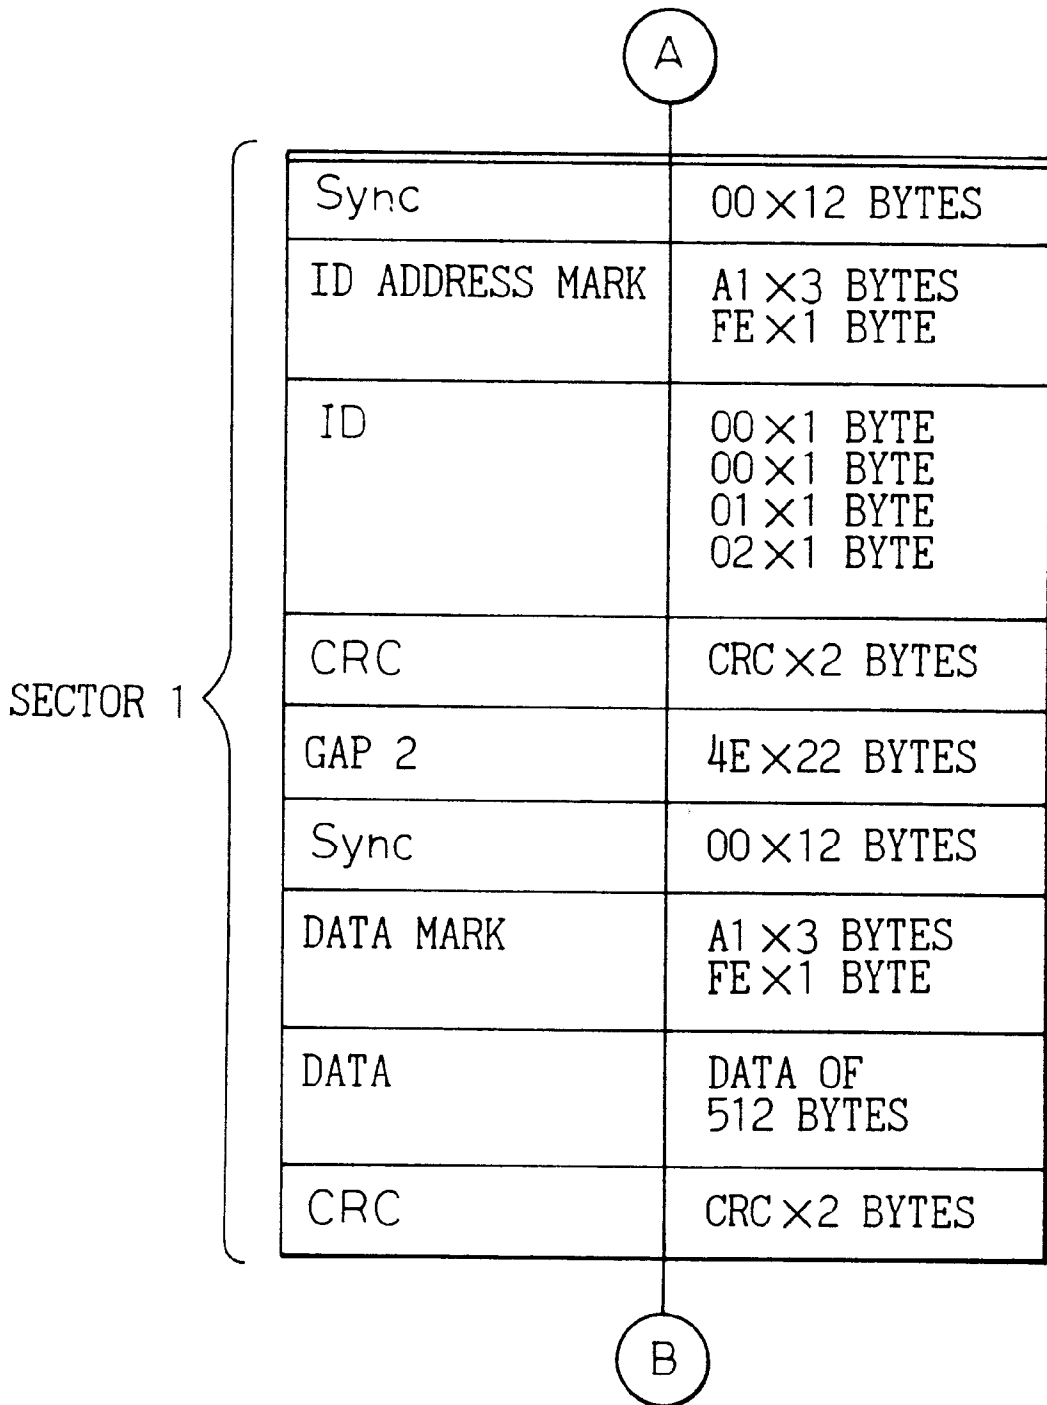 A
Sync 00×12 BYTES
ID ADDRESS MARK A1×3 BYTES
FE×1 BYTE
ID 00×1 BYTE
00×1 BYTE
01×1 BYTE
02×1 BYTE
CRC CRC×2 BYTES
SECTOR 1
GAP 2 4E×22 BYTES
Sync 00×12 BYTES
DATA MARK A1×3 BYTES
FE×1 BYTE
DATA DATA OF
512 BYTES
CRC CRC×2 BYTES
B